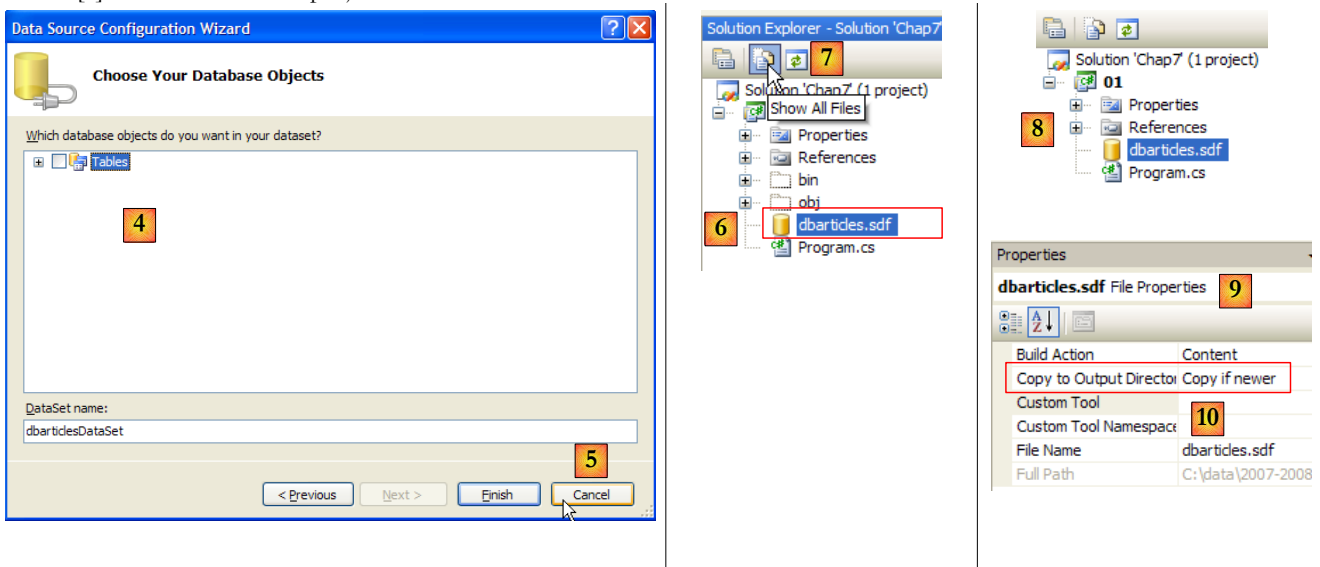 Data Source Configuration Wizard
Choose Your Database Objects
Which database objects do you want in your dataset?
Tables
4
DataSet name:
dbarticlesDataSet
5
< Previous
Next >
Finish
Cancel
Solution Explorer - Solution 'Chap7'
7
Solution 'Chap7' (1 project)
Show All Files
Properties
References
bin
obj
6
dbarticles.sdf
Program.cs
Solution 'Chap7' (1 project)
01
Properties
8
References
dbarticles.sdf
Program.cs
Properties
dbarticles.sdf File Properties
9
Build Action Content
Copy to Output Director Copy if newer
Custom Tool
10
Custom Tool Namespace
File Name dbarticles.sdf
Full Path C:\data\2007-2008